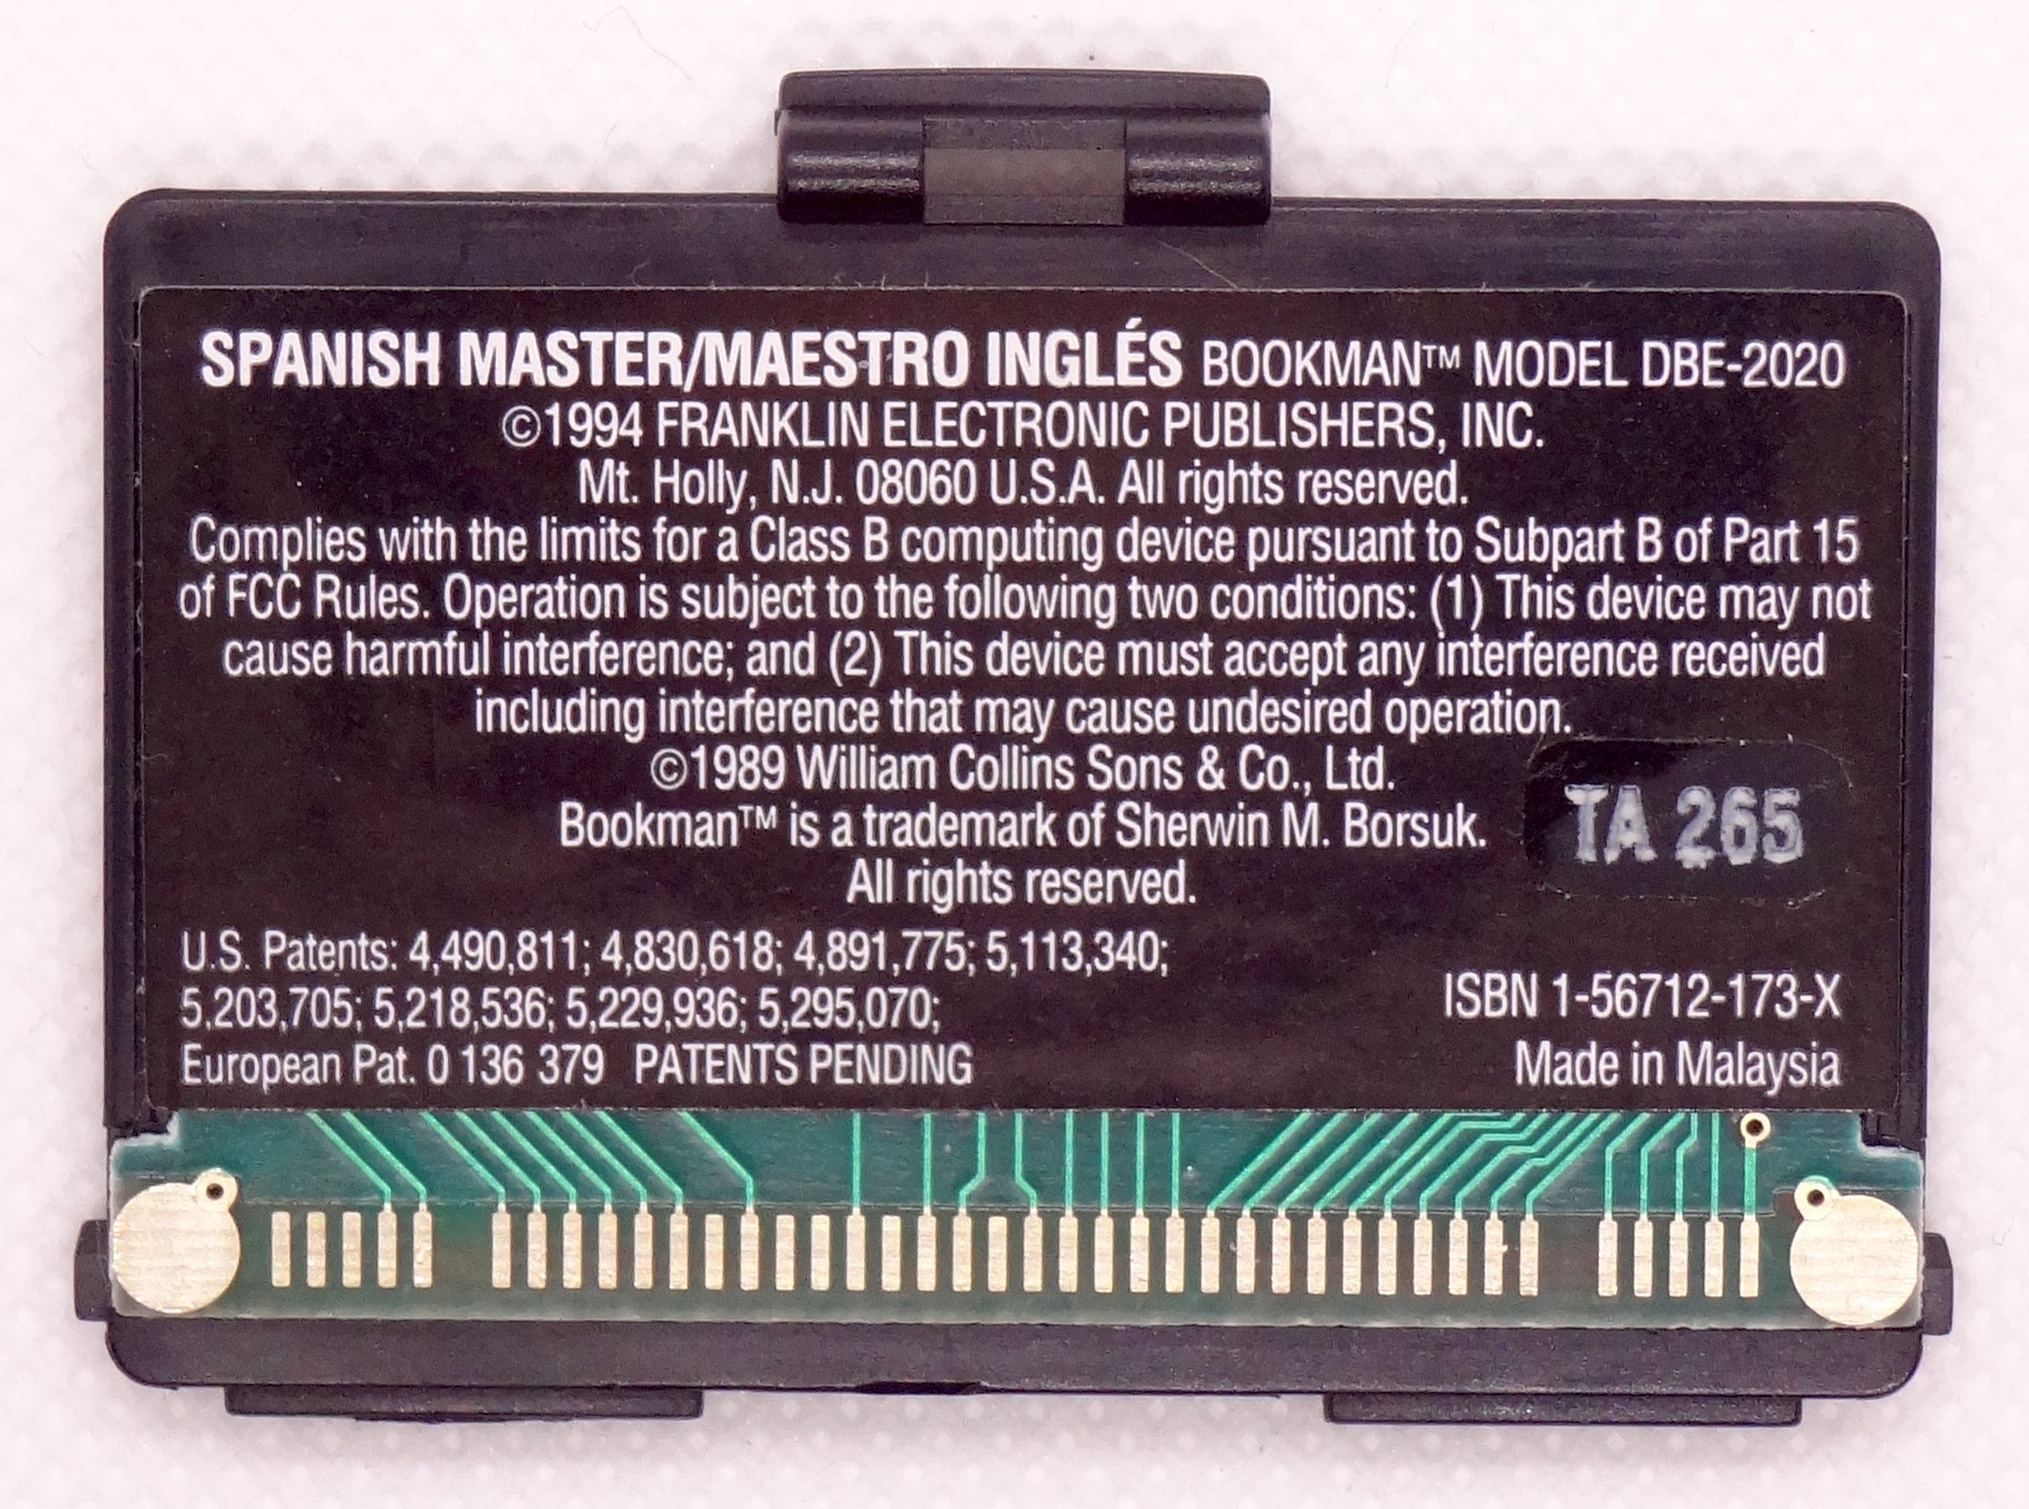 SPANISH MASTER/MAESTRO INGLÉS BOOKMAN™ MODEL DBE-2020
©1994 FRANKLIN ELECTRONIC PUBLISHERS, INC.
Mt. Holly, N.J. 08060 U.S.A. All rights reserved.
Complies with the limits for a Class B computing device pursuant to Subpart B of Part 15
of FCC Rules. Operation is subject to the following two conditions: (1) This device may not
cause harmful interference; and (2) This device must accept any interference received
including interference that may cause undesired operation.
©1989 William Collins Sons & Co., Ltd.
Bookman™ is a trademark of Sherwin M. Borsuk.
All rights reserved.
TA 265
U.S. Patents: 4,490,811; 4,830,618; 4,891,775; 5,113,340;
5,203,705; 5,218,536; 5,229,936; 5,295,070;
European Pat. 0 136 379 PATENTS PENDING
ISBN 1-56712-173-X
Made in Malaysia